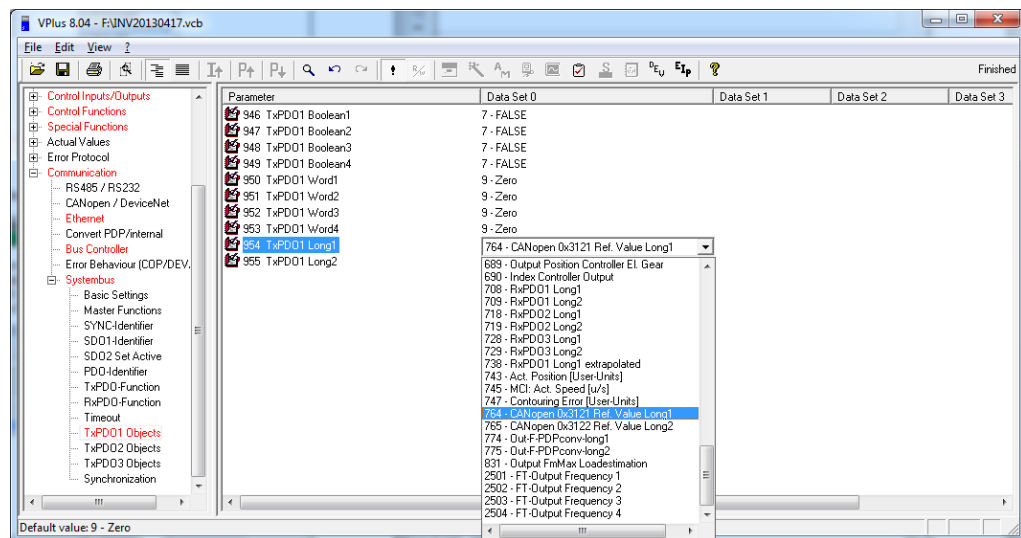 VPlus 8.04 - F:\INV20130417.vcb
File Edit View ?
Finished
Control Inputs/Outputs
Control Functions
Special Functions
Actual Values
Error Protocol
Communication
RS485 / RS232
CANopen / DeviceNet
Ethernet
Convert PDP/internal
Bus Controller
Error Behaviour (COP/DEV.
Systembus
Basic Settings
Master Functions
SYNC-Identifier
SDO1-Identifier
SDO2 Set Active
PDO-Identifier
TxPDO-Function
RxPDO-Function
Timeout
TxPDO1 Objects
TxPDO2 Objects
TxPDO3 Objects
Synchronization
Parameter Data Set 0 Data Set 1 Data Set 2 Data Set 3
946 TxPDO1 Boolean1 7 - FALSE
947 TxPDO1 Boolean2 7 - FALSE
948 TxPDO1 Boolean3 7 - FALSE
949 TxPDO1 Boolean4 7 - FALSE
950 TxPDO1 Word1 9 - Zero
951 TxPDO1 Word2 9 - Zero
952 TxPDO1 Word3 9 - Zero
953 TxPDO1 Word4 9 - Zero
954 TxPDO1 Long1 764 - CANopen 0x3121 Ref. Value Long1
955 TxPDO1 Long2
689 - Output Position Controller El. Gear
690 - Index Controller Output
708 - RxPDO1 Long1
709 - RxPDO1 Long2
718 - RxPDO2 Long1
719 - RxPDO2 Long2
728 - RxPDO3 Long1
729 - RxPDO3 Long2
738 - RxPDO1 Long1 extrapolated
743 - Act. Position [User-Units]
745 - MCI: Act. Speed [u/s]
747 - Contouring Error [User-Units]
764 - CANopen 0x3121 Ref. Value Long1
765 - CANopen 0x3122 Ref. Value Long2
774 - Out-F-PDPconv-long1
775 - Out-F-PDPconv-long2
831 - Output FmMax Loadestimation
2501 - FT-Output Frequency 1
2502 - FT-Output Frequency 2
2503 - FT-Output Frequency 3
2504 - FT-Output Frequency 4
Default value: 9 - Zero